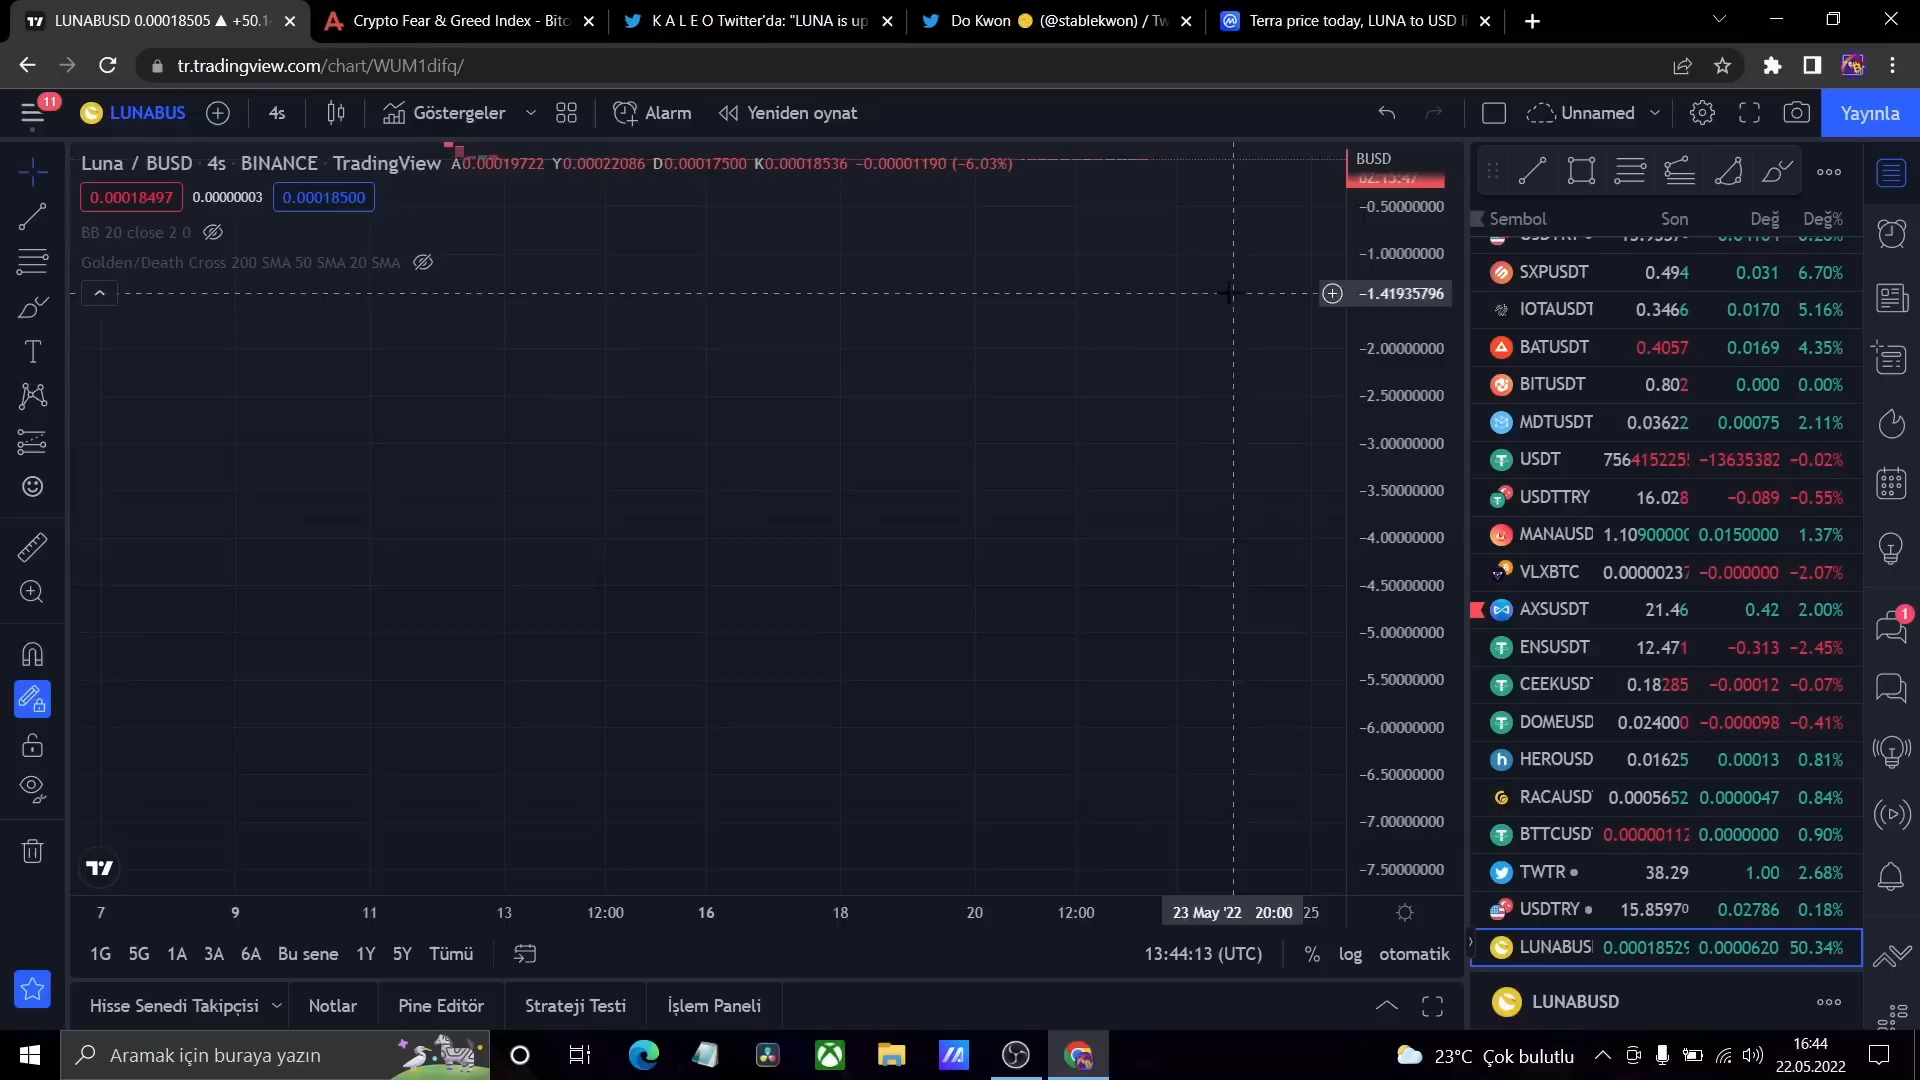 LUNABUSD 0.00018505 ▲ +50.1
Crypto Fear & Greed Index - Bitc
K A L E O Twitter'da: "LUNA is up
Do Kwon 🌕 (@stablekwon) / Tw
Terra price today, LUNA to USD li
tr.tradingview.com/chart/WUM1difq/
11
LUNABUS
4s
Göstergeler
Alarm
Yeniden oynat
Unnamed
Yayınla
Luna / BUSD · 4s · BINANCE · TradingView
A0.00019722 Y0.00022086 D0.00017500 K0.00018536 −0.00001190 (−6.03%)
0.00018497 0.00000003 0.00018500
BB 20 close 2 0
Golden/Death Cross 200 SMA 50 SMA 20 SMA
BUSD
−0.50000000
−1.00000000
−1.41935796
−2.00000000
−2.50000000
−3.00000000
−3.50000000
−4.00000000
−4.50000000
−5.00000000
−5.50000000
−6.00000000
−6.50000000
−7.00000000
−7.50000000
7 9 11 13 12:00 16 18 20 12:00 23 May '22 20:00 25
1G 5G 1A 3A 6A Bu sene 1Y 5Y Tümü
13:44:13 (UTC) % log otomatik
Hisse Senedi Takipçisi Notlar Pine Editör Strateji Testi İşlem Paneli
Sembol Son Değ Değ%
SXPUSDT 0.494 0.031 6.70%
IOTAUSDT 0.3466 0.0170 5.16%
BATUSDT 0.4057 0.0169 4.35%
BITUSDT 0.802 0.000 0.00%
MDTUSDT 0.03622 0.00075 2.11%
USDT 7564152255 −13635382 −0.02%
USDTTRY 16.028 −0.089 −0.55%
MANAUSD 1.10900000 0.0150000 1.37%
VLXBTC 0.00000237 −0.000000 −2.07%
AXSUSDT 21.46 0.42 2.00%
ENSUSDT 12.471 −0.313 −2.45%
CEEKUSDT 0.18285 −0.00012 −0.07%
DOMEUSD 0.024000 −0.000098 −0.41%
HEROUSD 0.01625 0.00013 0.81%
RACAUSD 0.0005652 0.0000047 0.84%
BTTCUSD 0.00000112 0.0000000 0.90%
TWTR 38.29 1.00 2.68%
USDTRY 15.85970 0.02786 0.18%
LUNABUS 0.00018529 0.0000620 50.34%
LUNABUSD
1
Aramak için buraya yazın
23°C Çok bulutlu
16:44
22.05.2022